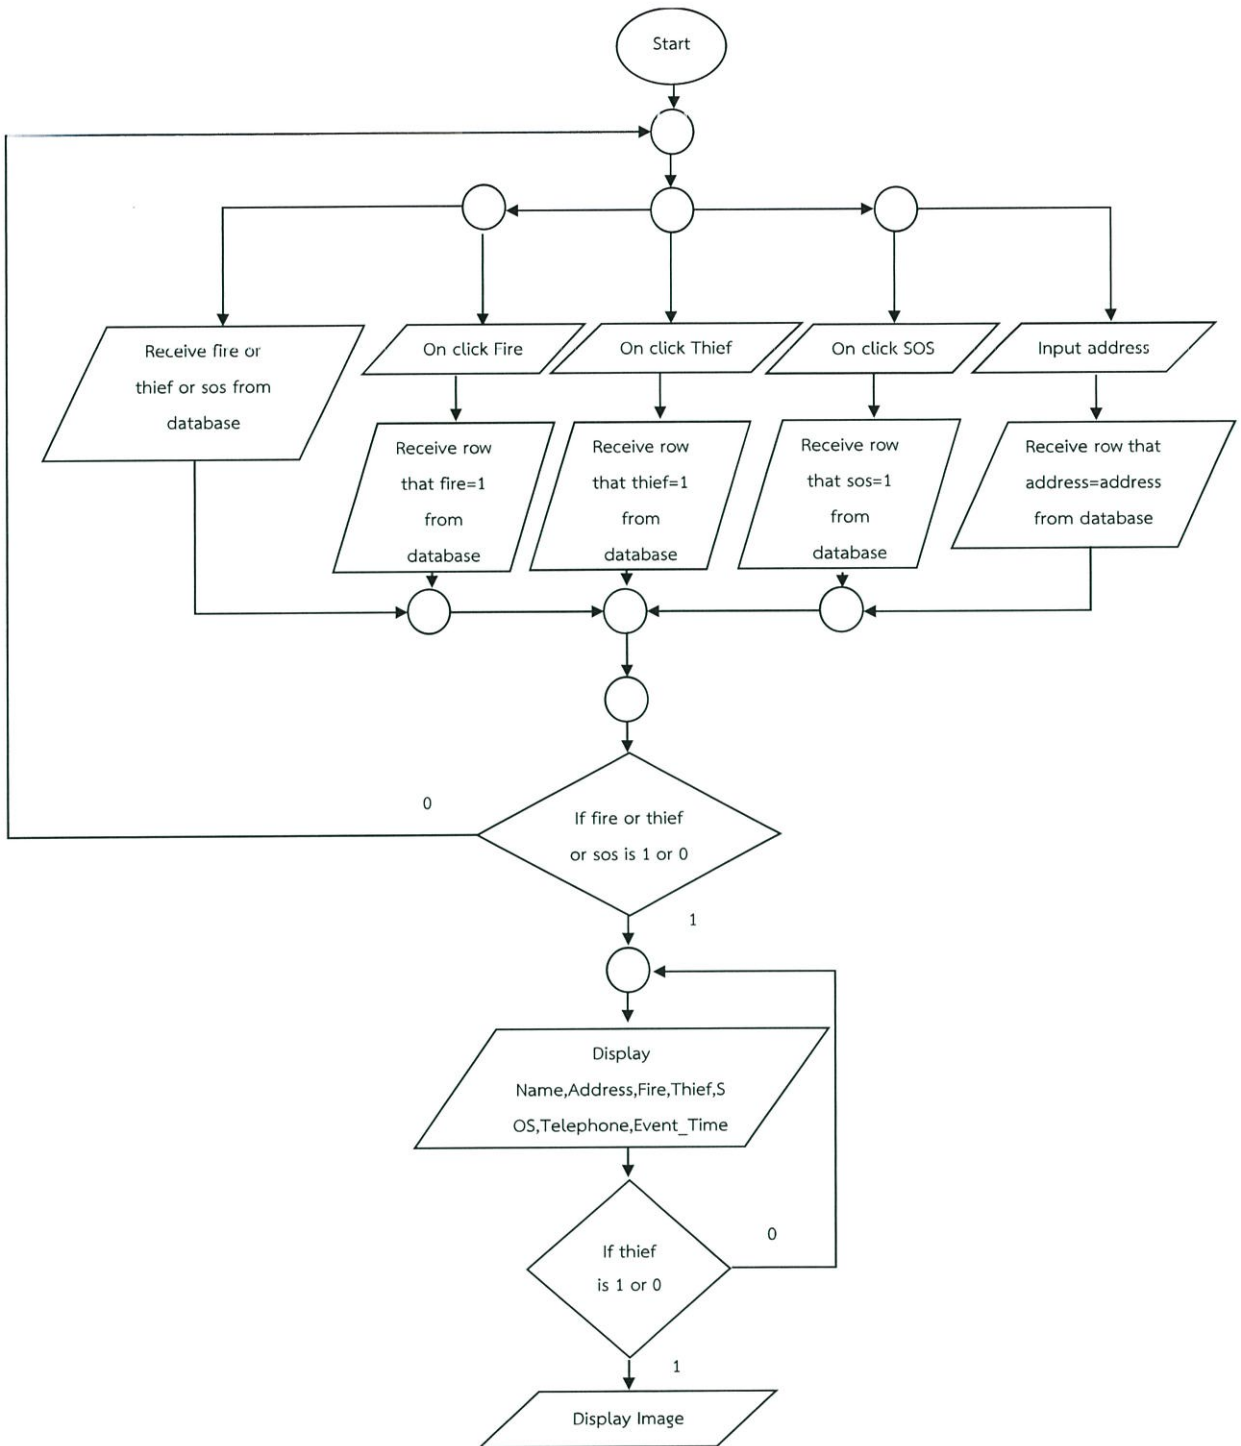 Start
Receive fire or
thief or sos from
database
On click Fire
On click Thief
On click SOS
Input address
Receive row
that fire=1
from
database
Receive row
that thief=1
from
database
Receive row
that sos=1
from
database
Receive row that
address=address
from database
0
If fire or thief
or sos is 1 or 0
1
Display
Name,Address,Fire,Thief,S
OS,Telephone,Event_Time
0
If thief
is 1 or 0
1
Display Image